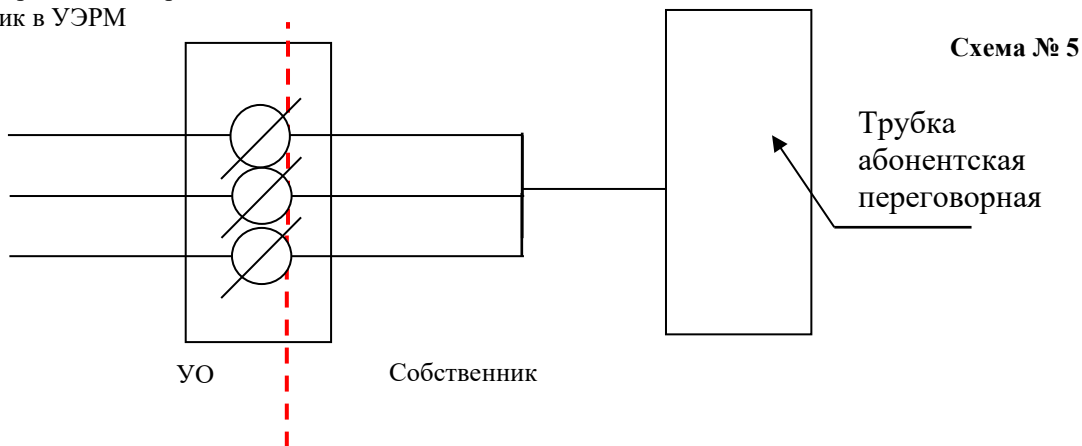 ик в УЭРМ
Схема № 5
Трубка
абонентская
переговорная
УО
Собственник